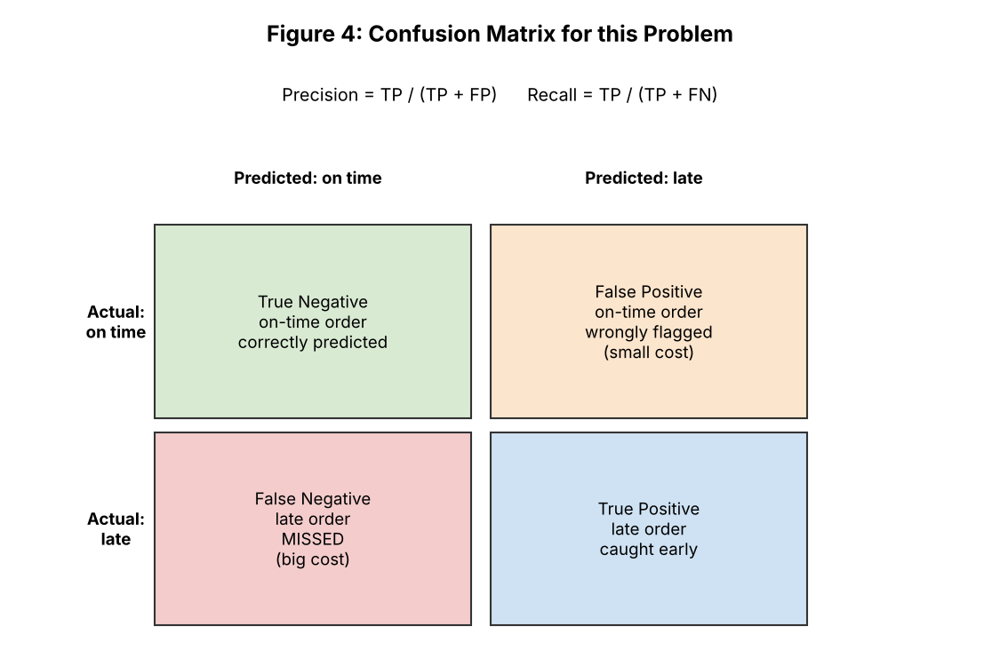 Figure 4: Confusion Matrix for this Problem
Precision = TP / (TP + FP) Recall = TP / (TP + FN)
Predicted: on time
Predicted: late
Actual:
on time
True Negative
on-time order
correctly predicted
False Positive
on-time order
wrongly flagged
(small cost)
Actual:
late
False Negative
late order
MISSED
(big cost)
True Positive
late order
caught early